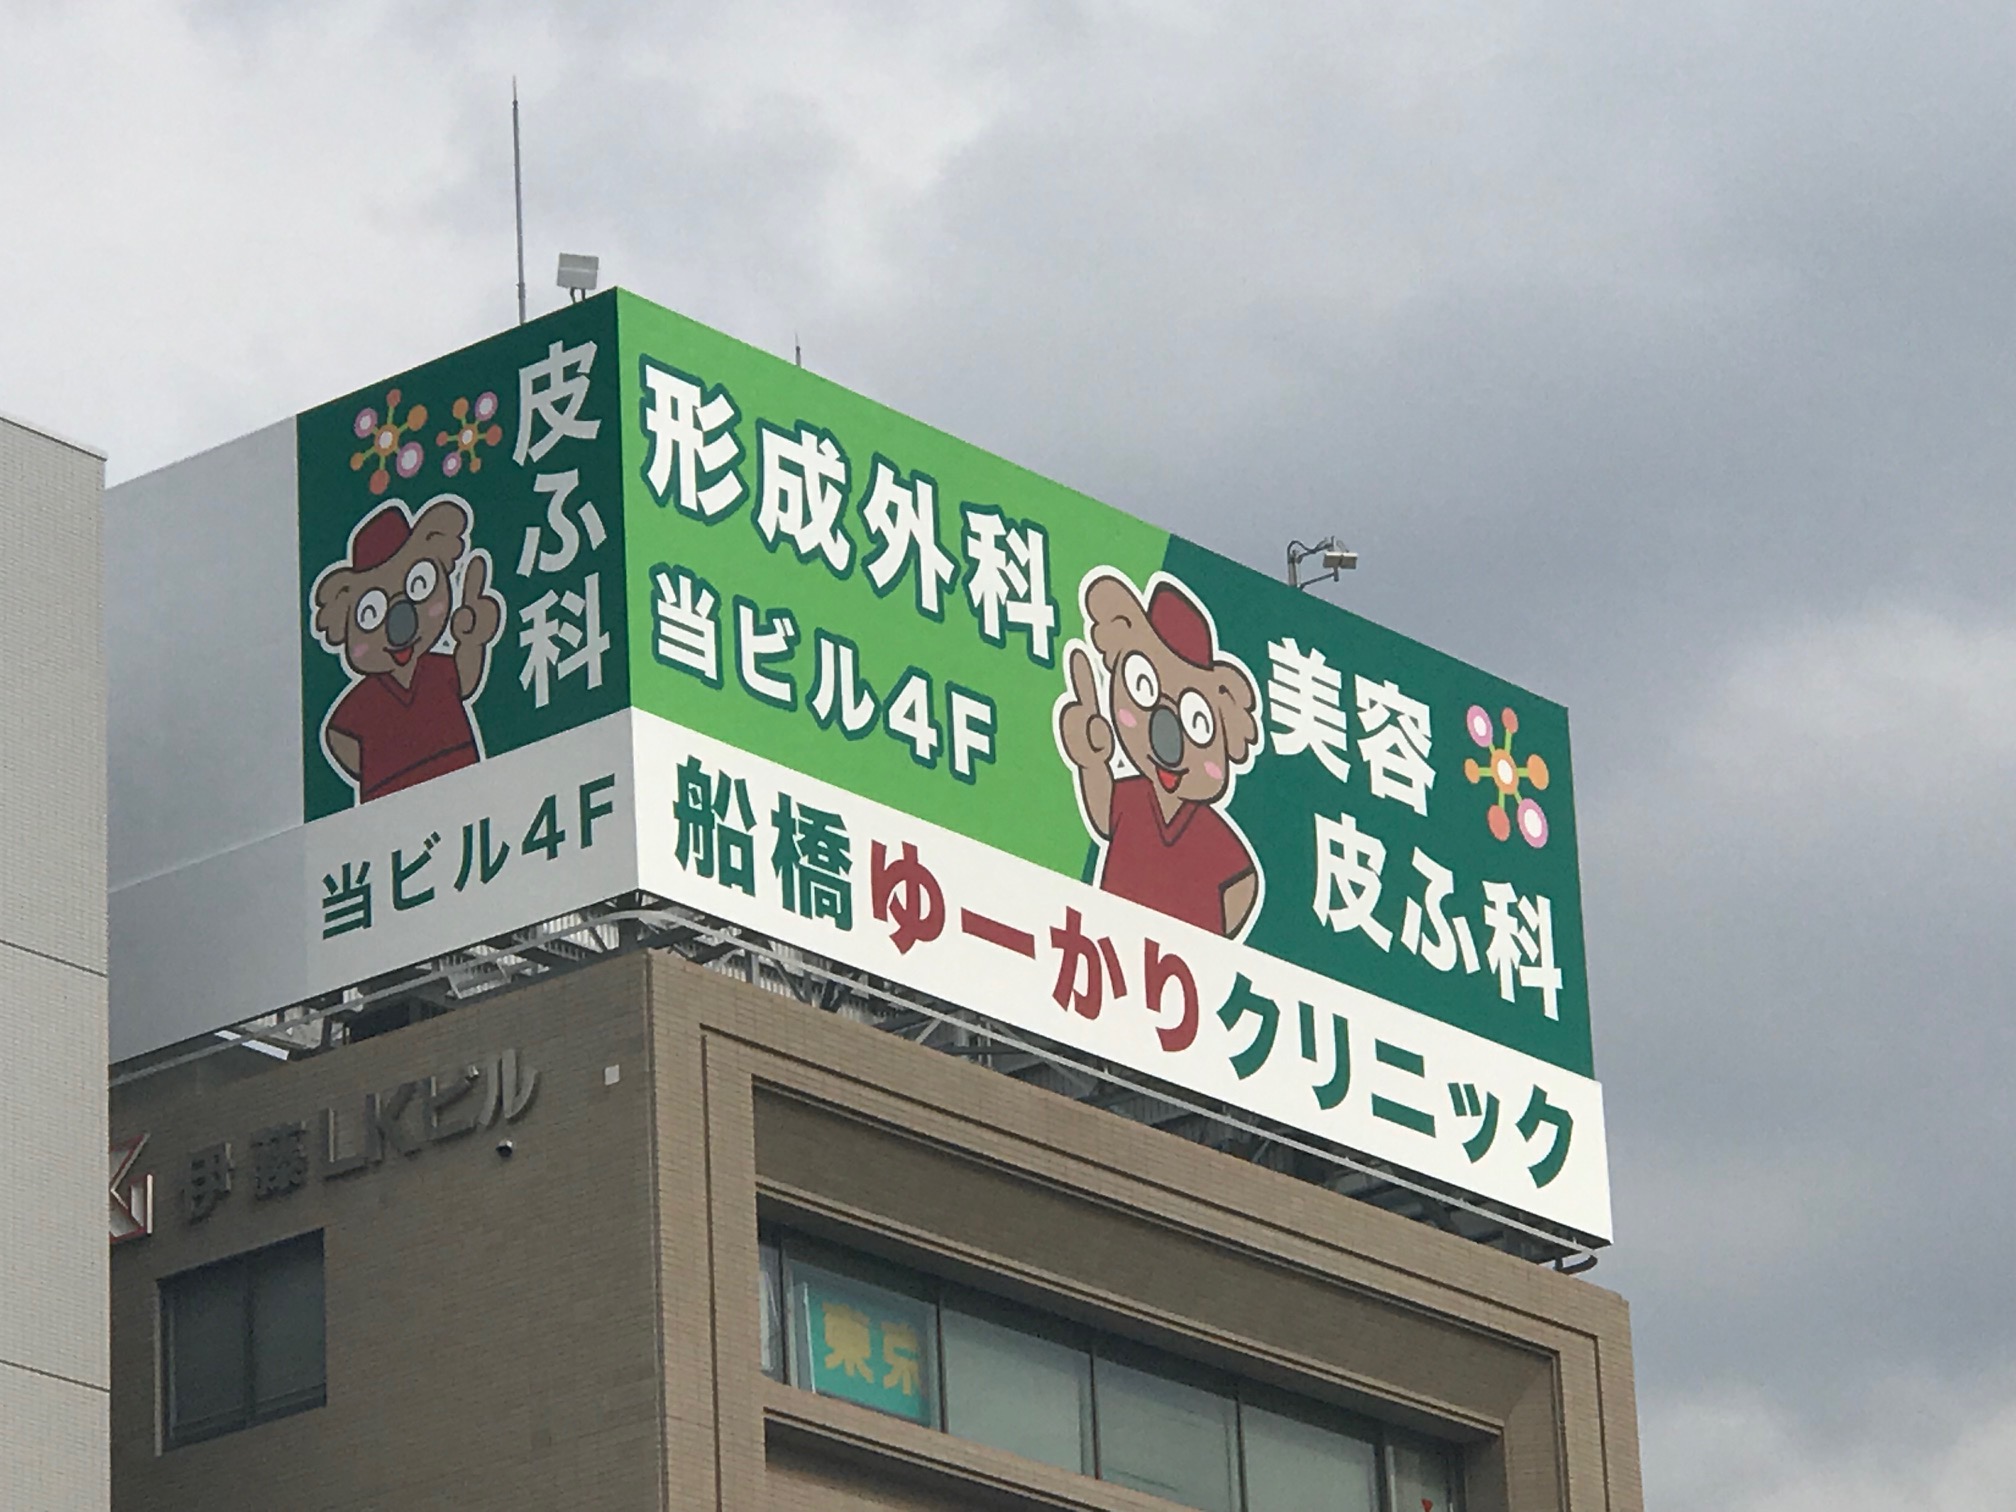 皮ふ科
当ビル4F
形成外科
当ビル4F
美容
皮ふ科
船橋ゆーかりクリニック
伊藤LKビル
東京